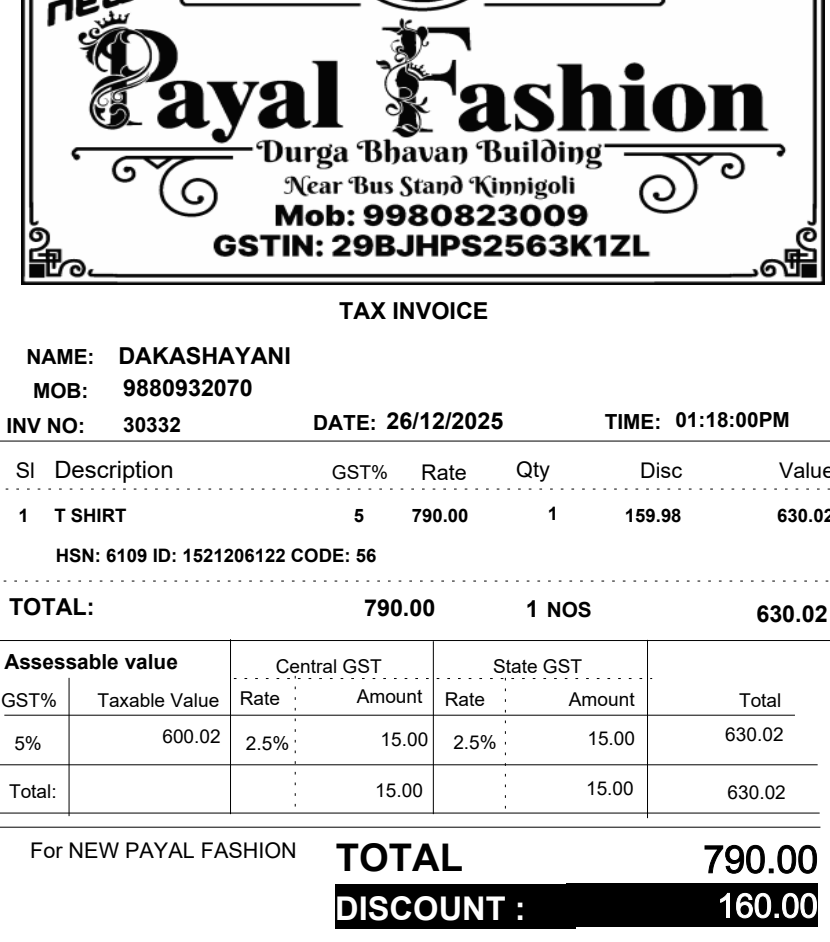 new
Payal Fashion
Durga Bhavan Building
Near Bus Stand Kinnigoli
Mob: 9980823009
GSTIN: 29BJHPS2563K1ZL
TAX INVOICE
NAME: DAKASHAYANI
MOB: 9880932070
INV NO: 30332 DATE: 26/12/2025 TIME: 01:18:00PM
Sl Description GST% Rate Qty Disc Value
1 T SHIRT 5 790.00 1 159.98 630.02
HSN: 6109 ID: 1521206122 CODE: 56
TOTAL: 790.00 1 NOS 630.02
Assessable value Central GST State GST
GST% Taxable Value Rate Amount Rate Amount Total
5% 600.02 2.5% 15.00 2.5% 15.00 630.02
Total: 15.00 15.00 630.02
For NEW PAYAL FASHION TOTAL 790.00
DISCOUNT : 160.00